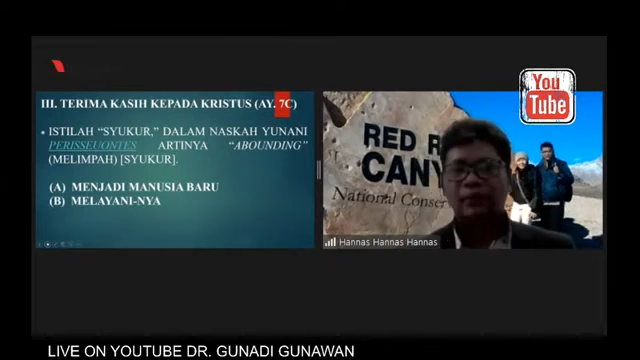 III. TERIMA KASIH KEPADA KRISTUS (AY. 7C)
• ISTILAH “SYUKUR,” DALAM NASKAH YUNANI
PERISSEUONTES ARTINYA “ABOUNDING”
(MELIMPAH) [SYUKUR].
(A) MENJADI MANUSIA BARU
(B) MELAYANI-NYA
You
Tube
RED R
CANY
National Conser
Hannas Hannas Hannas
LIVE ON YOUTUBE DR. GUNADI GUNAWAN